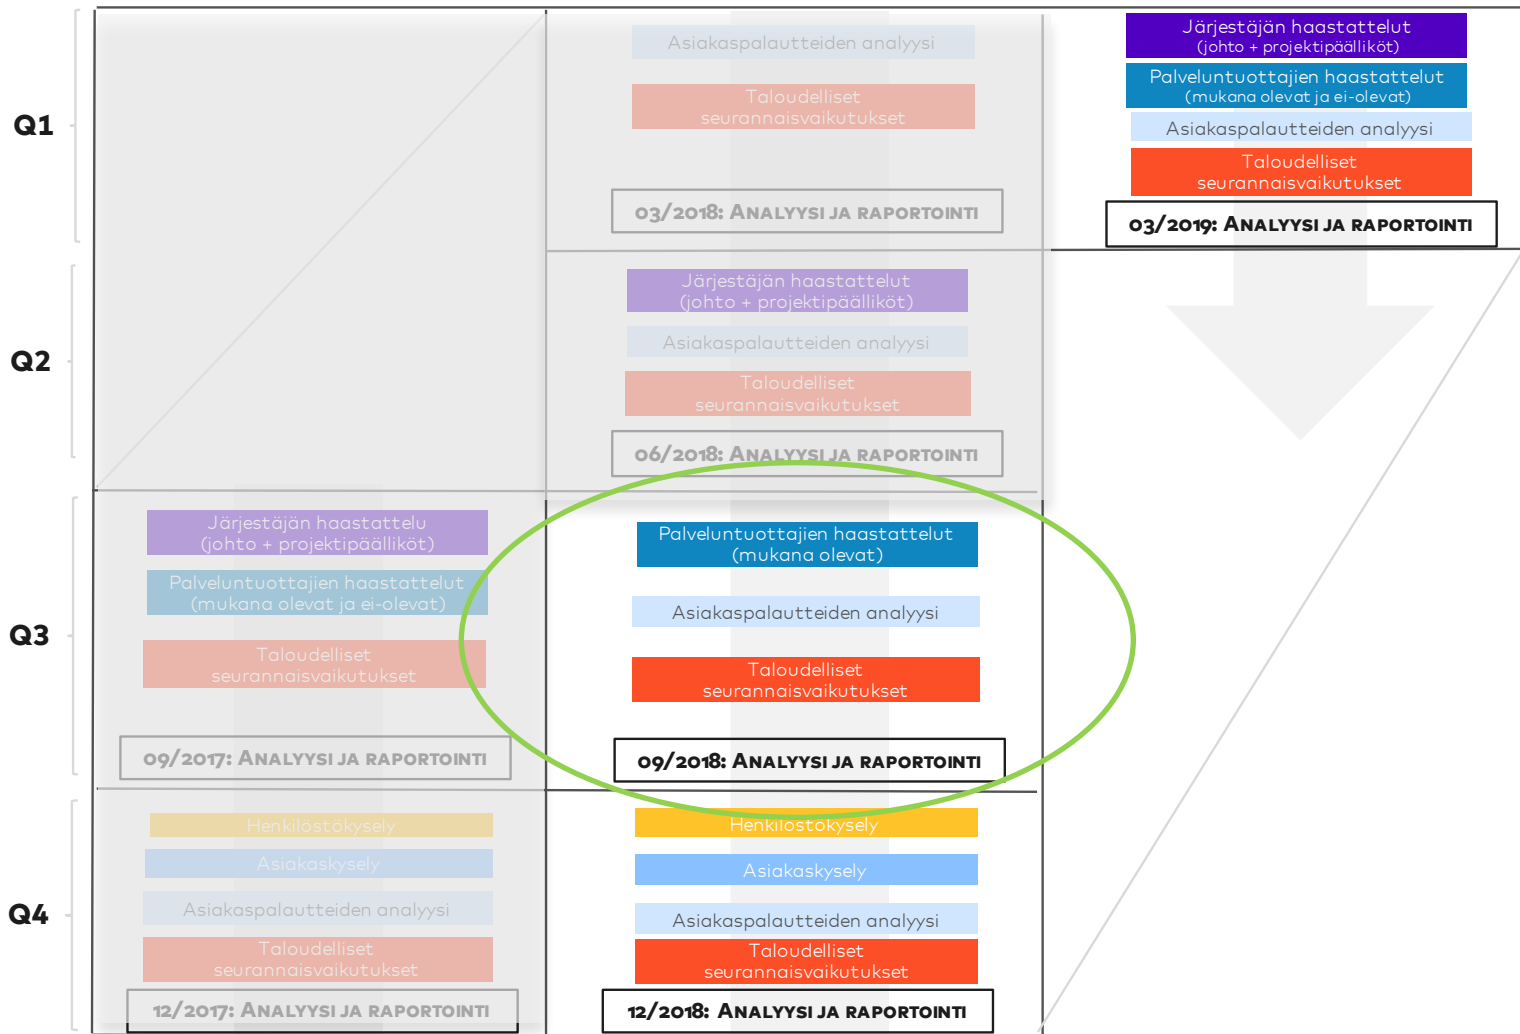 Q1
Asiakaspalautteiden analyysi
Taloudelliset
seurannaisvaikutukset
03/2018: Analyysi ja raportointi
Järjestäjän haastattelut
(johto + projektipäälliköt)
Palveluntuottajien haastattelut
(mukana olevat ja ei-olevat)
Asiakaspalautteiden analyysi
Taloudelliset
seurannaisvaikutukset
03/2019: Analyysi ja raportointi
Q2
Järjestäjän haastattelut
(johto + projektipäälliköt)
Asiakaspalautteiden analyysi
Taloudelliset
seurannaisvaikutukset
06/2018: Analyysi ja raportointi
Q3
Järjestäjän haastattelu
(johto + projektipäälliköt)
Palveluntuottajien haastattelut
(mukana olevat ja ei-olevat)
Taloudelliset
seurannaisvaikutukset
09/2017: Analyysi ja raportointi
Palveluntuottajien haastattelut
(mukana olevat)
Asiakaspalautteiden analyysi
Taloudelliset
seurannaisvaikutukset
09/2018: Analyysi ja raportointi
Q4
Henkilöstökysely
Asiakaskysely
Asiakaspalautteiden analyysi
Taloudelliset
seurannaisvaikutukset
12/2017: Analyysi ja raportointi
Henkilöstökysely
Asiakaskysely
Asiakaspalautteiden analyysi
Taloudelliset
seurannaisvaikutukset
12/2018: Analyysi ja raportointi